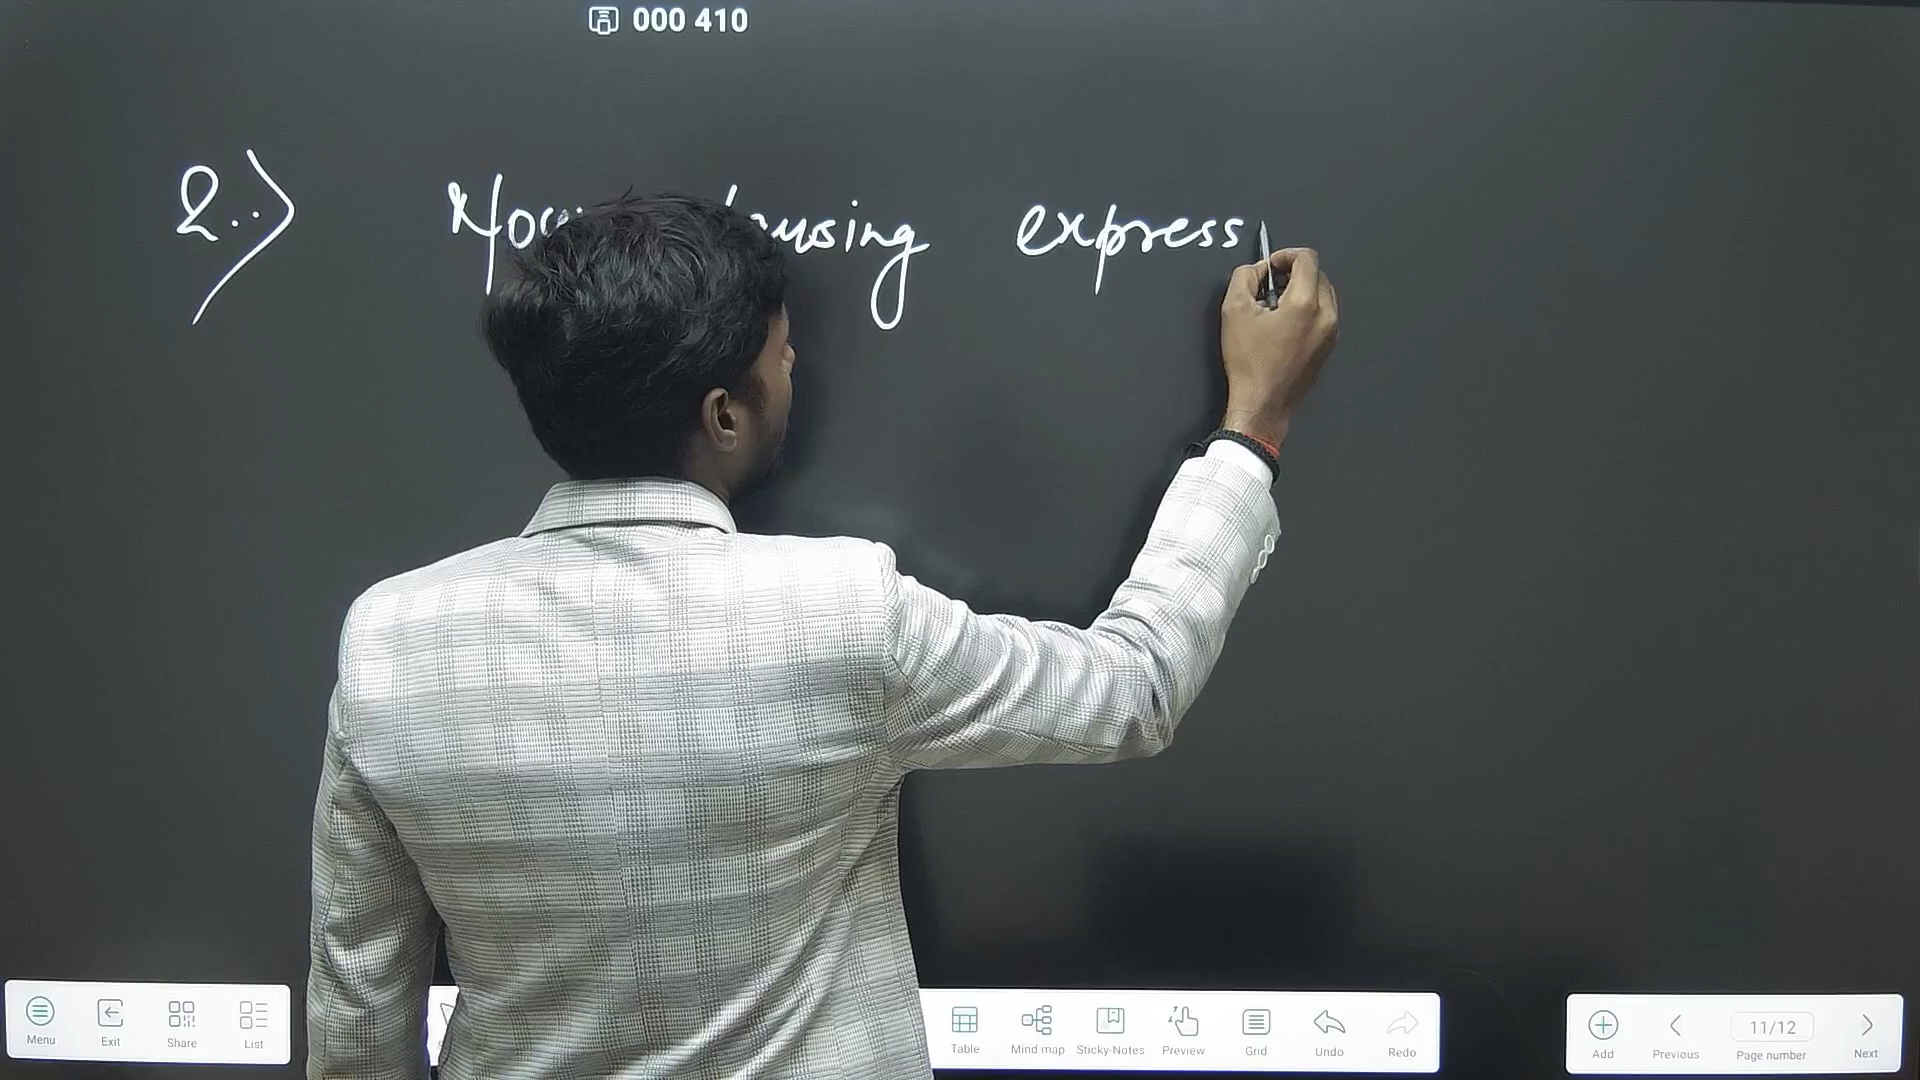 000 410
2..) express
Menu Exit Share List Table Mind map Sticky-Notes Preview Grid Undo Redo Add Previous 11/12 Page number Next